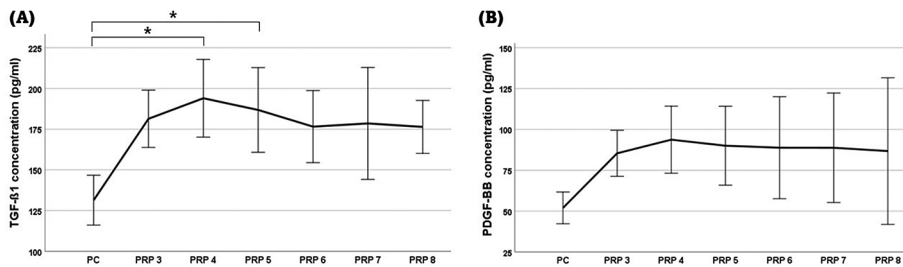 (A)
*
*
TGF-ß1 concentration (pg/ml)
225
200
175
150
125
100
PC PRP 3 PRP 4 PRP 5 PRP 6 PRP 7 PRP 8
(B)
PDGF-BB concentration (pg/ml)
150
125
100
75
50
25
PC PRP 3 PRP 4 PRP 5 PRP 6 PRP 7 PRP 8